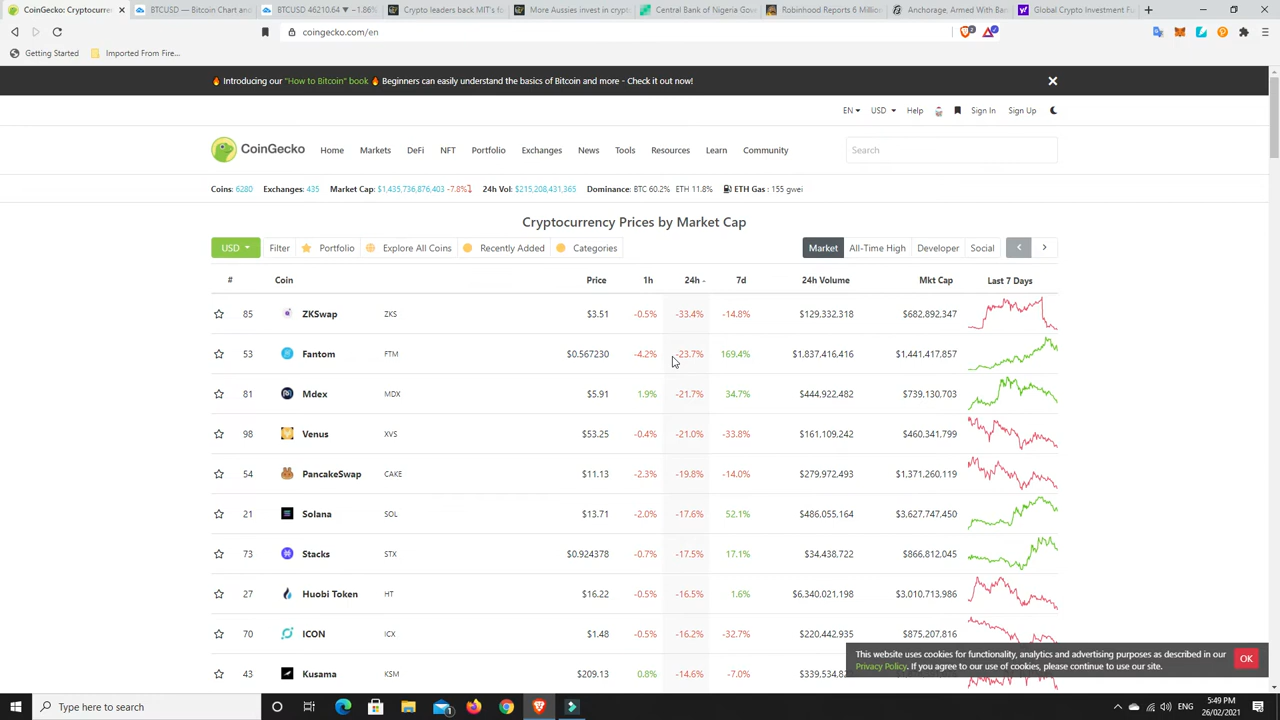 CoinGecko: Cryptocurrenc
BTCUSD — Bitcoin Chart and
BTCUSD 46210.64 ▼ −1.86%
Crypto leaders back MIT's fo
More Aussies invest in crypto
Central Bank of Nigeria Gove
Robinhood Reports 6 Million
Anchorage, Armed With Ban
Global Crypto Investment Fu
coingecko.com/en
Getting Started
Imported From Fire...
🔥 Introducing our "How to Bitcoin" book 🔥 Beginners can easily understand the basics of Bitcoin and more - Check it out now!
EN USD Help Sign In Sign Up
CoinGecko Home Markets DeFi NFT Portfolio Exchanges News Tools Resources Learn Community Search
Coins: 6280 Exchanges: 435 Market Cap: $1,435,736,876,403 -7.8% 24h Vol: $215,208,431,365 Dominance: BTC 60.2% ETH 11.8% ETH Gas : 155 gwei
Cryptocurrency Prices by Market Cap
USD Filter Portfolio Explore All Coins Recently Added Categories Market All-Time High Developer Social
# Coin Price 1h 24h 7d 24h Volume Mkt Cap Last 7 Days
85 ZKSwap ZKS $3.51 -0.5% -33.4% -14.8% $129,332,318 $682,892,347
53 Fantom FTM $0.567230 -4.2% -23.7% 169.4% $1,837,416,416 $1,441,417,857
81 Mdex MDX $5.91 1.9% -21.7% 34.7% $444,922,482 $739,130,703
98 Venus XVS $53.25 -0.4% -21.0% -33.8% $161,109,242 $460,341,799
54 PancakeSwap CAKE $11.13 -2.3% -19.8% -14.0% $279,972,493 $1,371,260,119
21 Solana SOL $13.71 -2.0% -17.6% 52.1% $486,055,164 $3,627,747,450
73 Stacks STX $0.924378 -0.7% -17.5% 17.1% $34,438,722 $866,812,045
27 Huobi Token HT $16.22 -0.5% -16.5% 1.6% $6,340,021,198 $3,010,713,986
70 ICON ICX $1.48 -0.5% -16.2% -32.7% $220,442,935 $875,207,816
43 Kusama KSM $209.13 0.8% -14.6% -7.0%
This website uses cookies for functionality, analytics and advertising purposes as described in our
Privacy Policy. If you agree to our use of cookies, please continue to use our site.
OK
Type here to search
ENG
5:49 PM
26/02/2021